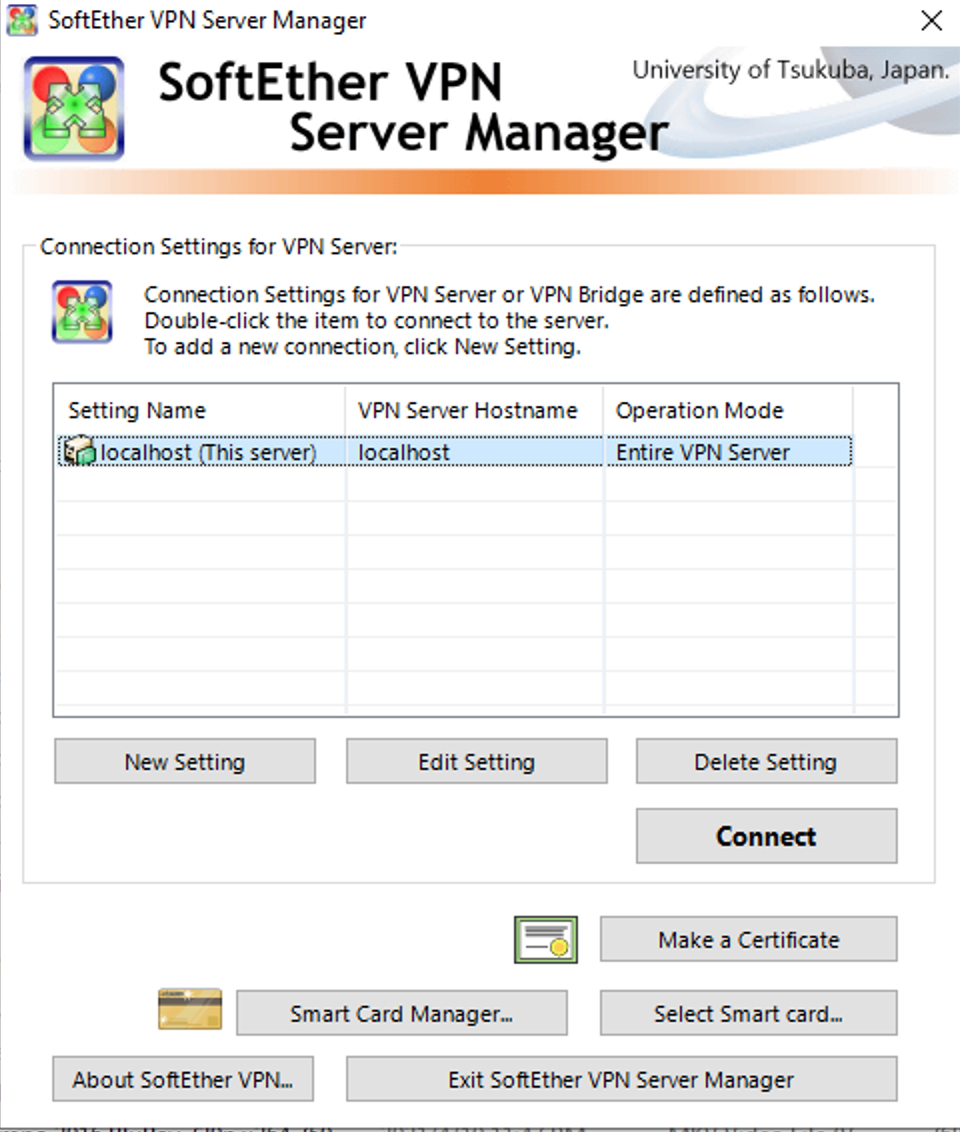 SoftEther VPN Server Manager
University of Tsukuba, Japan.
SoftEther VPN
Server Manager
Connection Settings for VPN Server:
Connection Settings for VPN Server or VPN Bridge are defined as follows.
Double-click the item to connect to the server.
To add a new connection, click New Setting.
Setting Name VPN Server Hostname Operation Mode
localhost (This server) localhost Entire VPN Server
New Setting Edit Setting Delete Setting
Connect
Make a Certificate
Smart Card Manager... Select Smart card...
About SoftEther VPN... Exit SoftEther VPN Server Manager